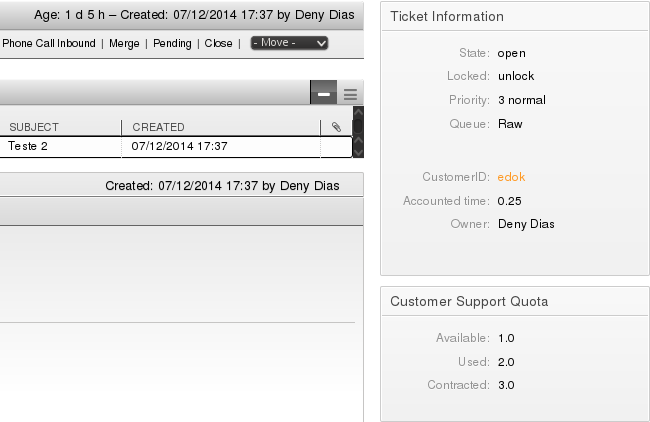 Age: 1 d 5 h – Created: 07/12/2014 17:37 by Deny Dias
Phone Call Inbound | Merge | Pending | Close | - Move -
SUBJECT CREATED
Teste 2 07/12/2014 17:37
Created: 07/12/2014 17:37 by Deny Dias
Ticket Information
State: open
Locked: unlock
Priority: 3 normal
Queue: Raw
CustomerID: edok
Accounted time: 0.25
Owner: Deny Dias
Customer Support Quota
Available: 1.0
Used: 2.0
Contracted: 3.0